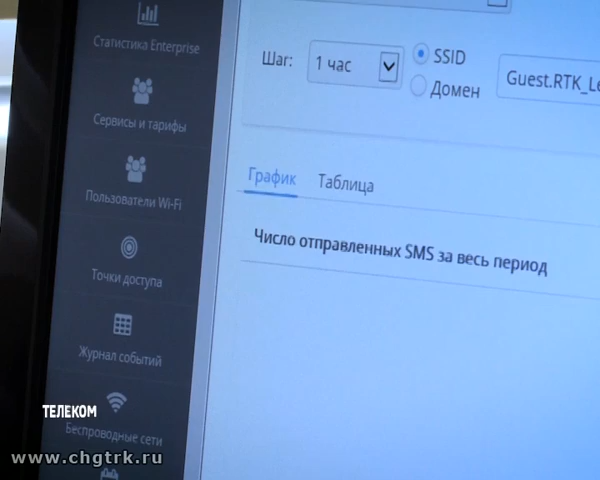 Статистика Enterprise
Сервисы и тарифы
Пользователи Wi-Fi
Точки доступа
Журнал событий
Беспроводные сети
Шаг:
1 час
SSID
Домен
Guest.RTK_Le
График
Таблица
Число отправленных SMS за весь период
ТЕЛЕКОМ
www.chgtrk.ru